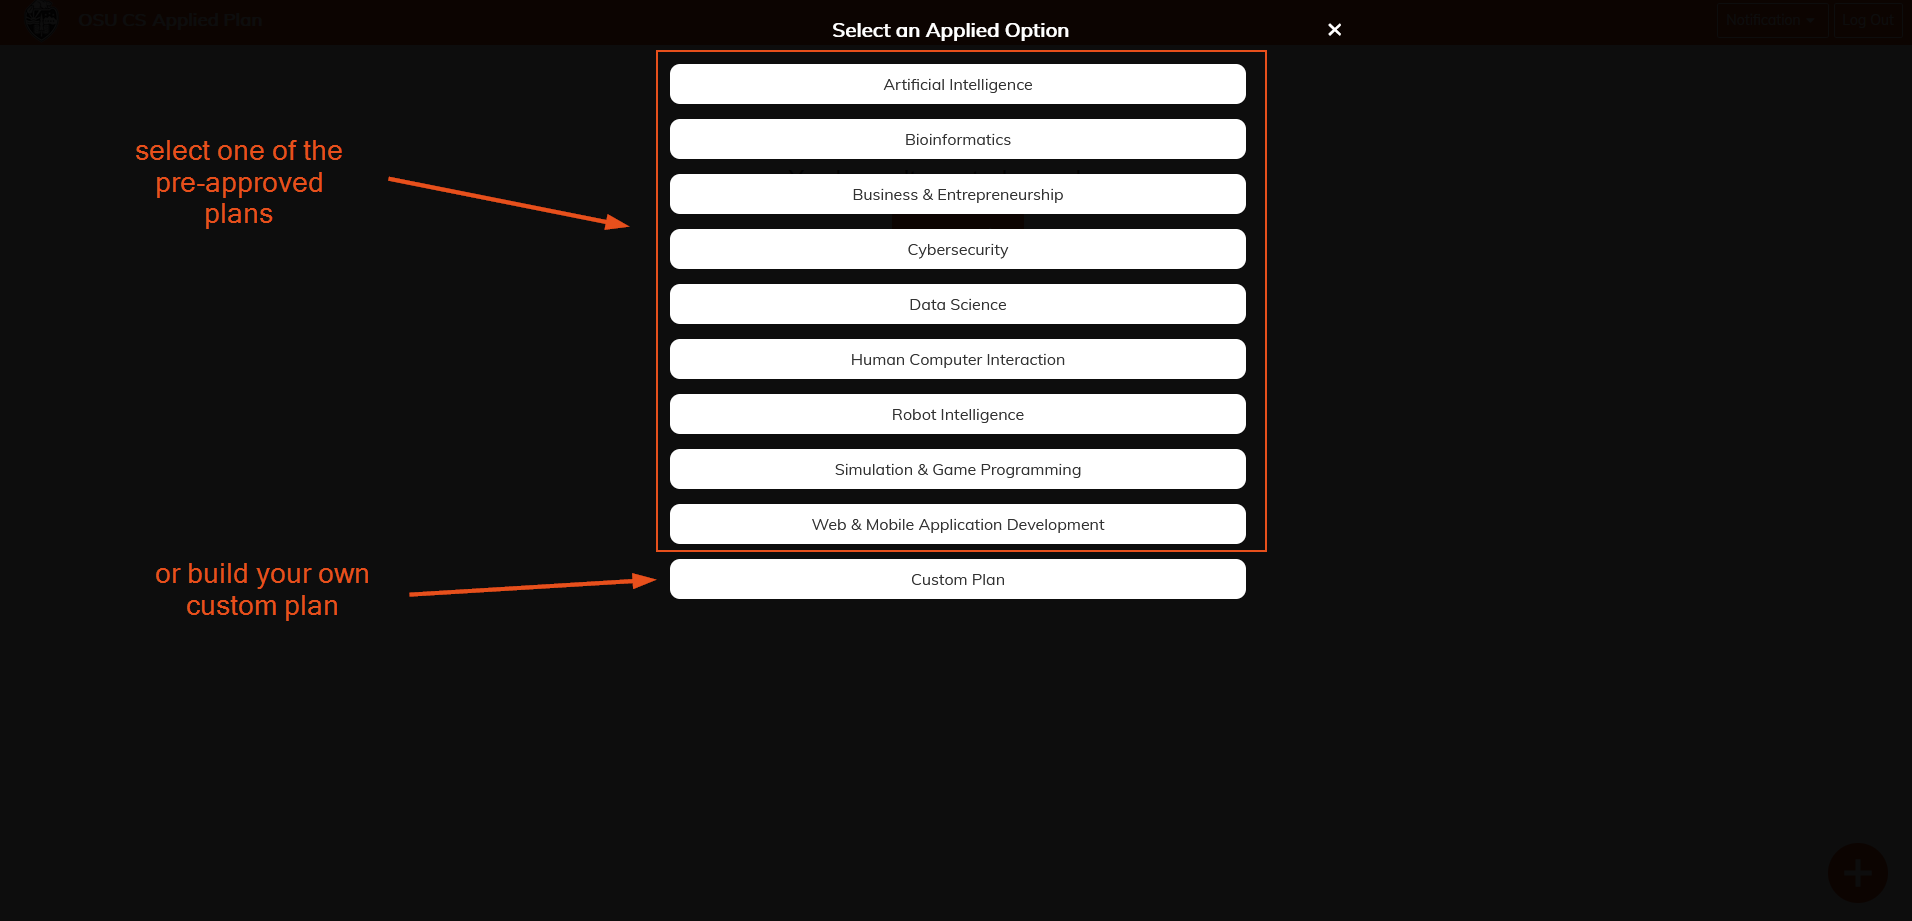 OSU CS Applied Plan
Notification
Log Out
Select an Applied Option
Artificial Intelligence
Bioinformatics
Business & Entrepreneurship
Cybersecurity
Data Science
Human Computer Interaction
Robot Intelligence
Simulation & Game Programming
Web & Mobile Application Development
Custom Plan
select one of the
pre-approved
plans
or build your own
custom plan